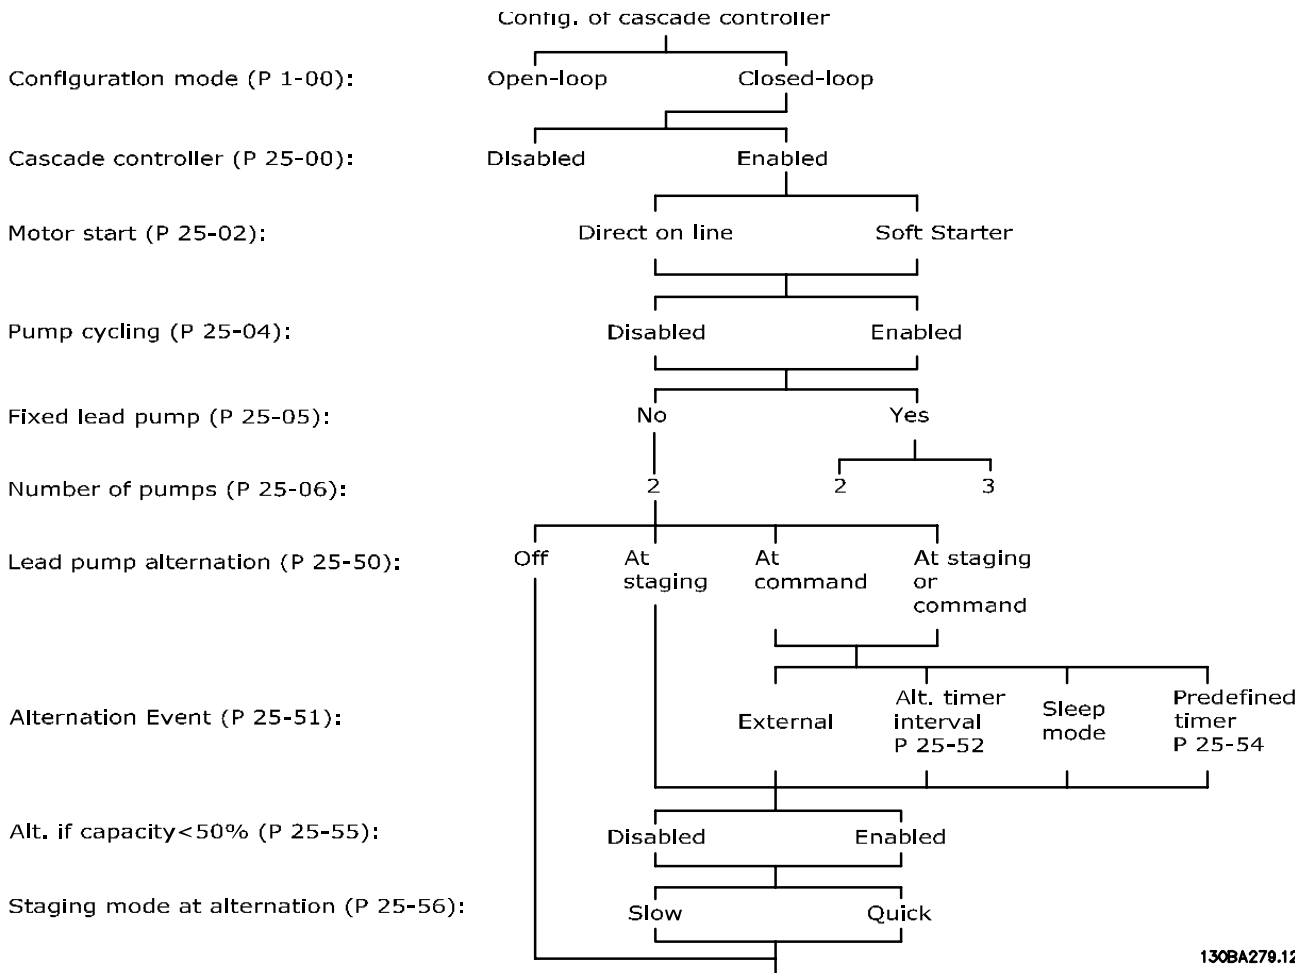 Config. of cascade controller
Configuration mode (P 1-00):
Open-loop
Closed-loop
Cascade controller (P 25-00):
Disabled
Enabled
Motor start (P 25-02):
Direct on line
Soft Starter
Pump cycling (P 25-04):
Disabled
Enabled
Fixed lead pump (P 25-05):
No
Yes
Number of pumps (P 25-06):
2
2
3
Lead pump alternation (P 25-50):
Off
At
staging
At
command
At staging
or
command
Alternation Event (P 25-51):
External
Alt. timer
interval
P 25-52
Sleep
mode
Predefined
timer
P 25-54
Alt. if capacity<50% (P 25-55):
Disabled
Enabled
Staging mode at alternation (P 25-56):
Slow
Quick
130BA279.12